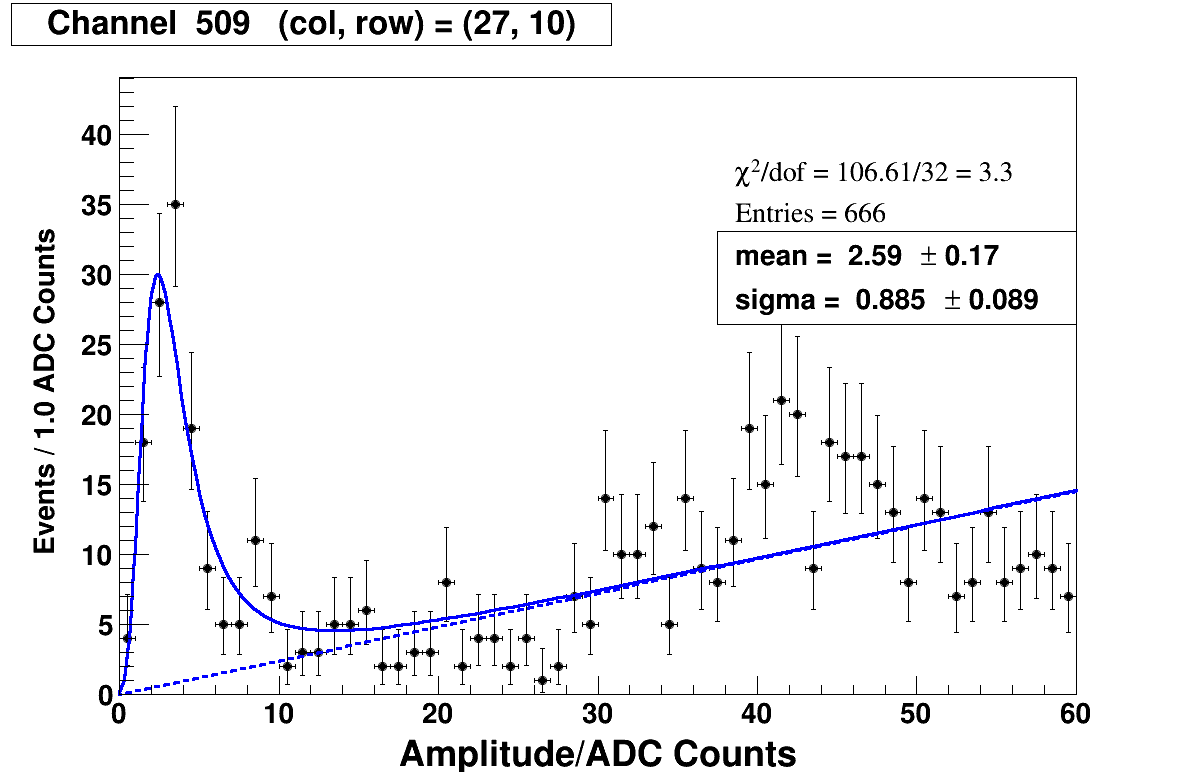 Channel 509 (col, row) = (27, 10)
Events / 1.0 ADC Counts
40
35
30
25
20
15
10
5
0
χ²/dof = 106.61/32 = 3.3
Entries = 666
mean = 2.59 ± 0.17
sigma = 0.885 ± 0.089
0 10 20 30 40 50 60
Amplitude/ADC Counts